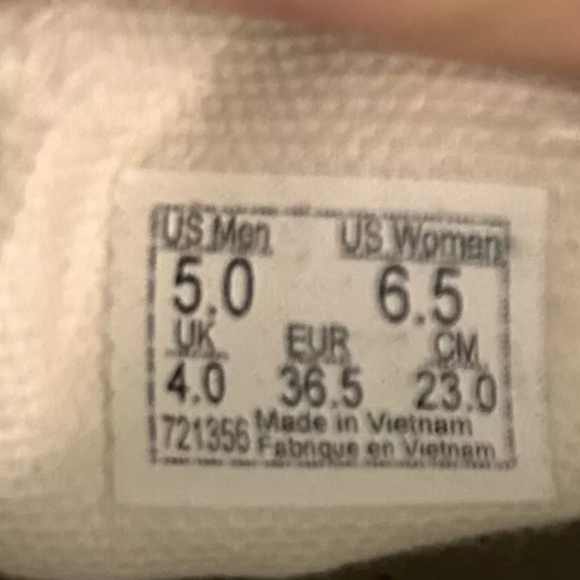 US Men US Women
5.0 6.5
UK EUR CM
4.0 36.5 23.0
721356 Made in Vietnam
Fabrique en Vietnam